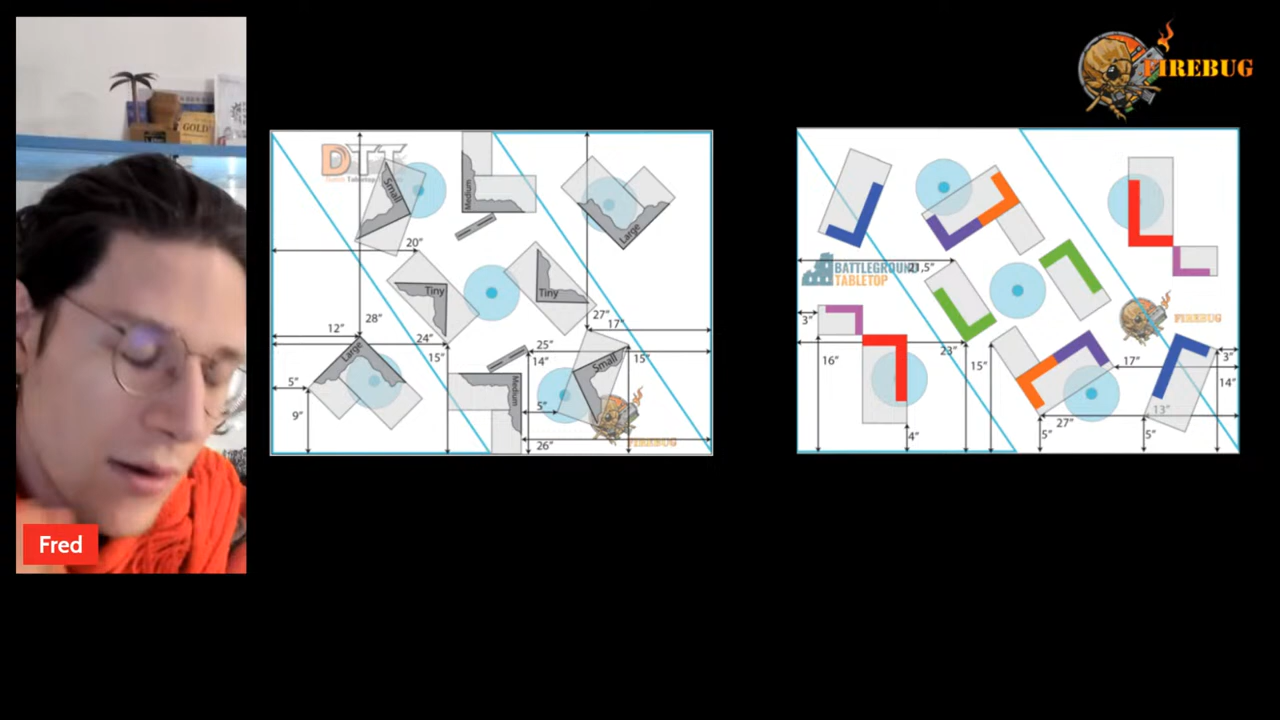 FIREBUG
GOLD
Fred
DTT
Small
Medium
Large
20"
Tiny
Tiny
12"
28"
27"
17"
24"
15"
25"
14"
15"
Large
Small
Medium
5"
9"
5"
26"
FIREBUG
BATTLEGROUND
TABLETOP
21,5"
3"
16"
23"
15"
4"
FIREBUG
17"
3"
14"
13"
27"
5"
5"